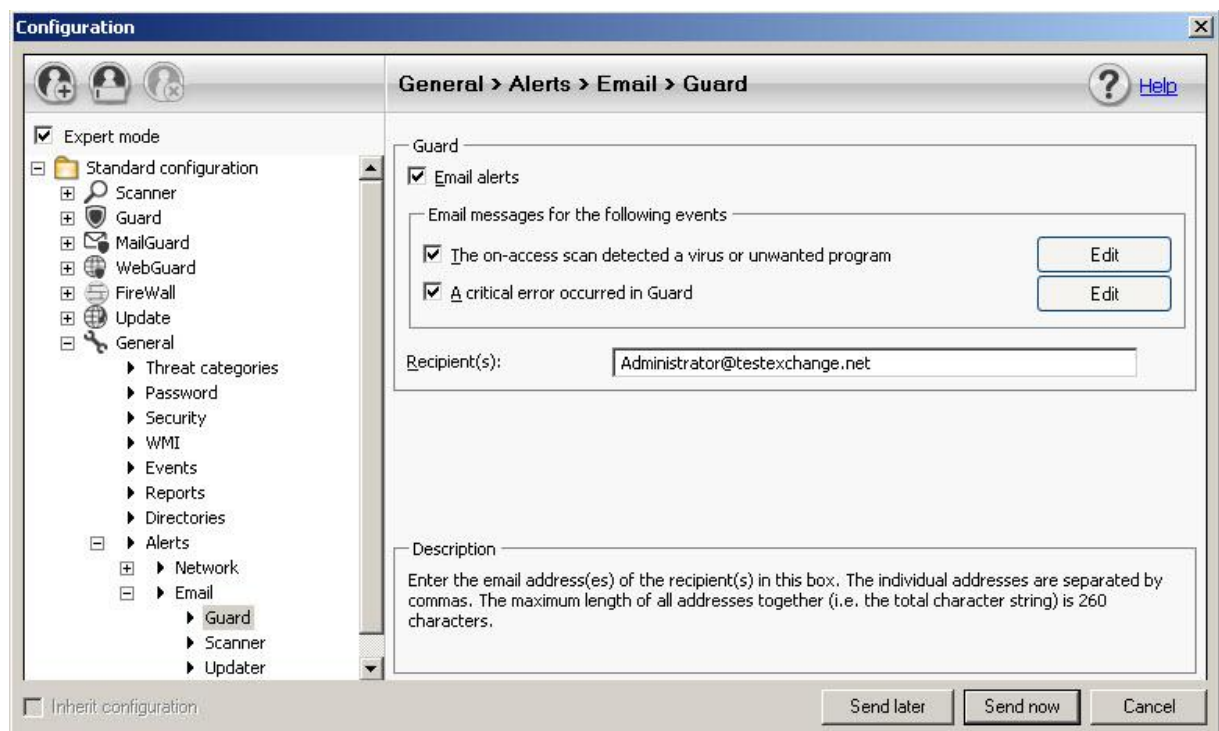 Configuration
General > Alerts > Email > Guard
? Help
Expert mode
Standard configuration
Scanner
Guard
MailGuard
WebGuard
FireWall
Update
General
Threat categories
Password
Security
WMI
Events
Reports
Directories
Alerts
Network
Email
Guard
Scanner
Updater
Guard
Email alerts
Email messages for the following events
The on-access scan detected a virus or unwanted program
Edit
A critical error occurred in Guard
Edit
Recipient(s):
Administrator@testexchange.net
Description
Enter the email address(es) of the recipient(s) in this box. The individual addresses are separated by
commas. The maximum length of all addresses together (i.e. the total character string) is 260
characters.
Inherit configuration
Send later
Send now
Cancel